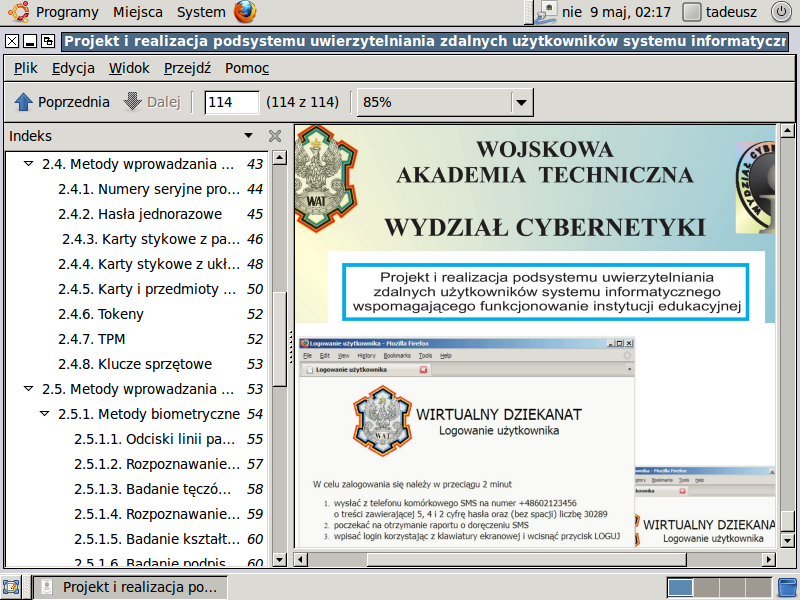 Programy Miejsca System nie 9 maj, 02:17 tadeusz
Projekt i realizacja podsystemu uwierzytelniania zdalnych użytkowników systemu informatyczn
Plik Edycja Widok Przejdź Pomoc
Poprzednia Dalej 114 (114 z 114) 85%
Indeks
2.4. Metody wprowadzania ... 43
2.4.1. Numery seryjne pro... 44
2.4.2. Hasła jednorazowe 45
2.4.3. Karty stykowe z pa... 46
2.4.4. Karty stykowe z ukł... 48
2.4.5. Karty i przedmioty ... 50
2.4.6. Tokeny 52
2.4.7. TPM 52
2.4.8. Klucze sprzętowe 53
2.5. Metody wprowadzania ... 53
2.5.1. Metody biometryczne 54
2.5.1.1. Odciski linii pa... 55
2.5.1.2. Rozpoznawanie... 57
2.5.1.3. Badanie tęczó... 58
2.5.1.4. Rozpoznawanie... 59
2.5.1.5. Badanie kształt... 60
2.5.1.6. Badanie podpis... 60
WAT
WOJSKOWA
AKADEMIA TECHNICZNA
WYDZIAŁ CYBERNETYKI
Projekt i realizacja podsystemu uwierzytelniania
zdalnych użytkowników systemu informatycznego
wspomagającego funkcjonowanie instytucji edukacyjnej
Logowanie użytkownika - Mozilla Firefox
File Edit View History Bookmarks Tools Help
Logowanie użytkownika
WAT
WIRTUALNY DZIEKANAT
Logowanie użytkownika
W celu zalogowania się należy w przeciągu 2 minut
1. wysłać z telefonu komórkowego SMS na numer +48602123456
o treści zawierającej 5, 4 i 2 cyfrę hasła oraz (bez spacji) liczbę 30289
2. poczekać na otrzymanie raportu o doręczeniu SMS
3. wpisać login korzystając z klawiatury ekranowej i wcisnąć przycisk LOGUJ
ownika - Mozilla Firefox
History Bookmarks Tools Help
WIRTUALNY DZIEKANA
Logowanie użytkownika
Projekt i realizacja po...